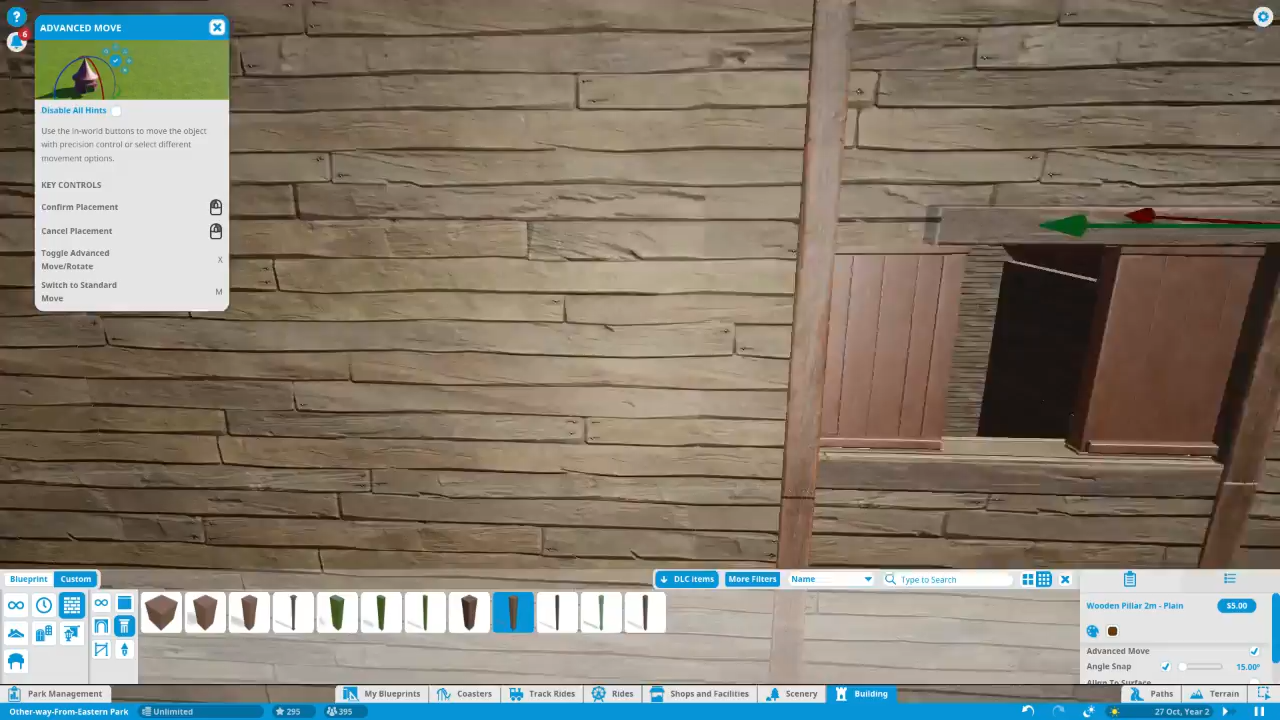 ?
6
ADVANCED MOVE
Disable All Hints
Use the in-world buttons to move the object
with precision control or select different
movement options.
KEY CONTROLS
Confirm Placement
Cancel Placement
Toggle Advanced
Move/Rotate
X
Switch to Standard
Move
M
Blueprint
Custom
DLC items
More Filters
Name
Type to Search
Wooden Pillar 2m - Plain
$5.00
Advanced Move
Angle Snap
15.00°
Align To Surface
Park Management
My Blueprints
Coasters
Track Rides
Rides
Shops and Facilities
Scenery
Building
Paths
Terrain
Other-way-From-Eastern Park
Unlimited
295
395
27 Oct, Year 2